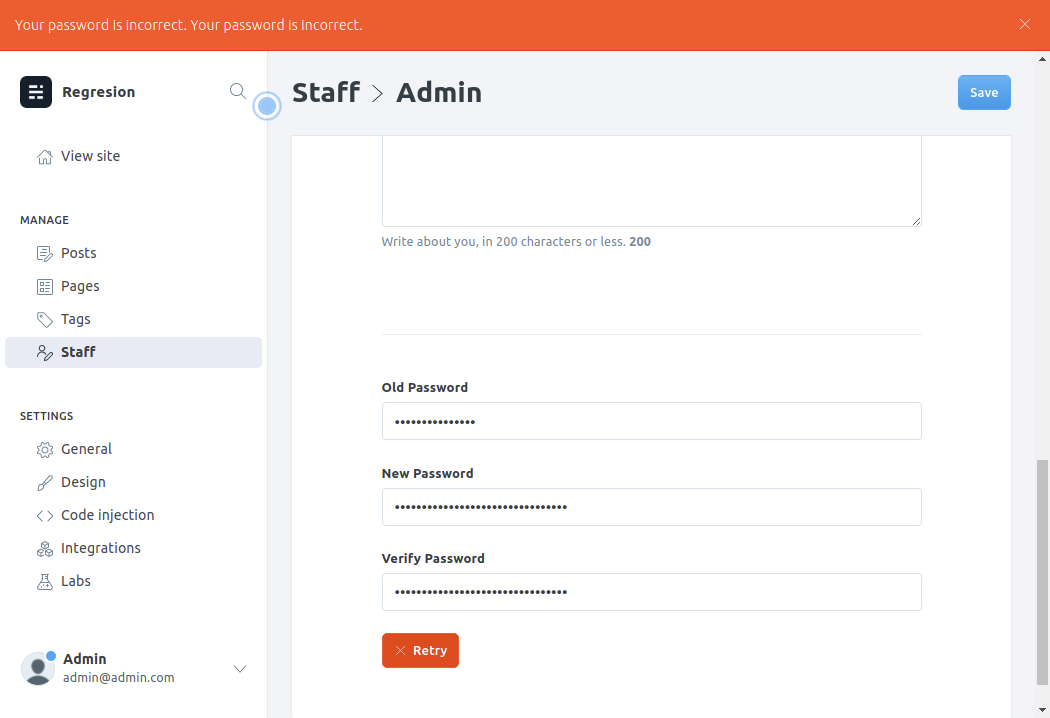 Your password is incorrect. Your password is incorrect.
Regresion
Staff > Admin
Save
View site
Write about you, in 200 characters or less. 200
MANAGE
Posts
Pages
Tags
Staff
Old Password
•••••••••••••••
New Password
••••••••••••••••••••••••••••••••
Verify Password
••••••••••••••••••••••••••••••••
Retry
SETTINGS
General
Design
Code injection
Integrations
Labs
Admin
admin@admin.com